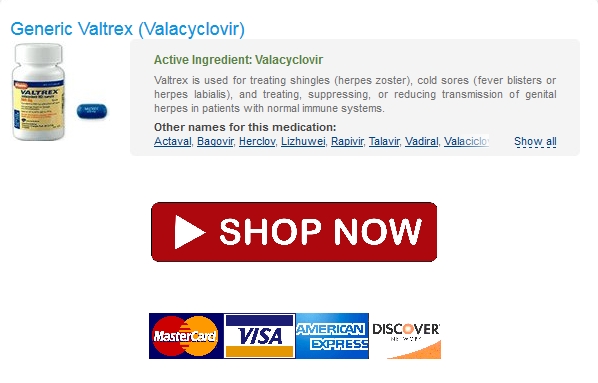 Generic Valtrex (Valacyclovir)
VALTREX
Active Ingredient: Valacyclovir
Valtrex is used for treating shingles (herpes zoster), cold sores (fever blisters or
herpes labialis), and treating, suppressing, or reducing transmission of genital
herpes in patients with normal immune systems.
Other names for this medication:
Actaval, Bagovir, Herclov, Lizhuwei, Rapivir, Talavir, Vadiral, Valaciclov Show all
SHOP NOW
MasterCard VISA AMERICAN EXPRESS DISCOVER NETWORK